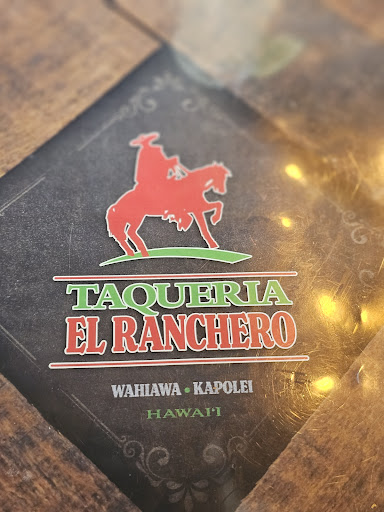 TAQUERIA
EL RANCHERO
WAHIAWA • KAPOLEI
HAWAI'I